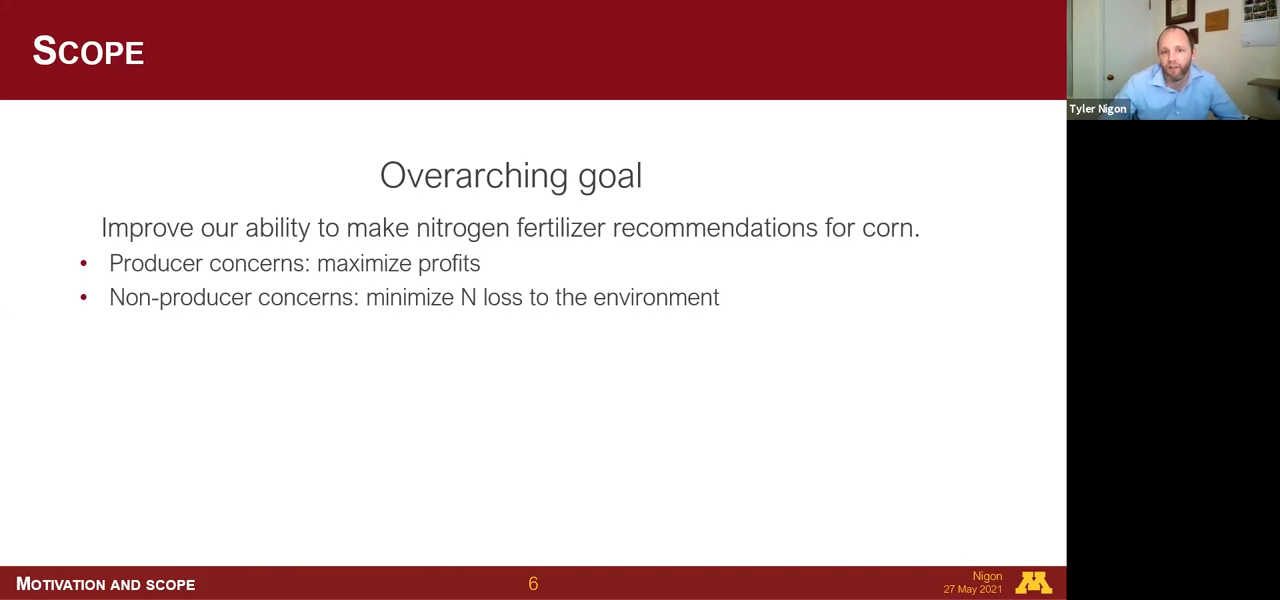 SCOPE
Tyler Nigon
Overarching goal
Improve our ability to make nitrogen fertilizer recommendations for corn.
• Producer concerns: maximize profits
• Non-producer concerns: minimize N loss to the environment
MOTIVATION AND SCOPE
6
Nigon
27 May 2021
M